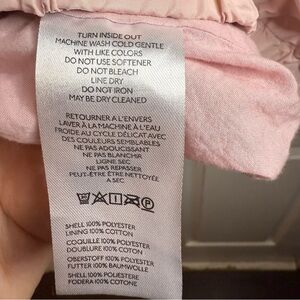 TURN INSIDE OUT
MACHINE WASH COLD GENTLE
WITH LIKE COLORS
DO NOT USE SOFTENER
DO NOT BLEACH
LINE DRY
DO NOT IRON
MAY BE DRY CLEANED
RETOURNER A L'ENVERS
LAVER À LA MACHINE À L'EAU
FROIDE AU CYCLE DÉLICAT AVEC
DES COULEURS SEMBLABLES
NE PAS ADOUCISSANT
NE PAS BLANCHIR
LIGNE SEC
NE PAS REPASSER
PEUT-ÊTRE ÊTRE NETTOYÉE
A SEC
SHELL 100% POLYESTER
LINING 100% COTTON
COQUILLE 100% POLYESTER
DOUBLURE 100% COTON
OBERSTOFF 100% POLYESTER
FUTTER 100% BAUMWOLLE
SHELL 100% POLIESTERE
FODERA 100% COTONE